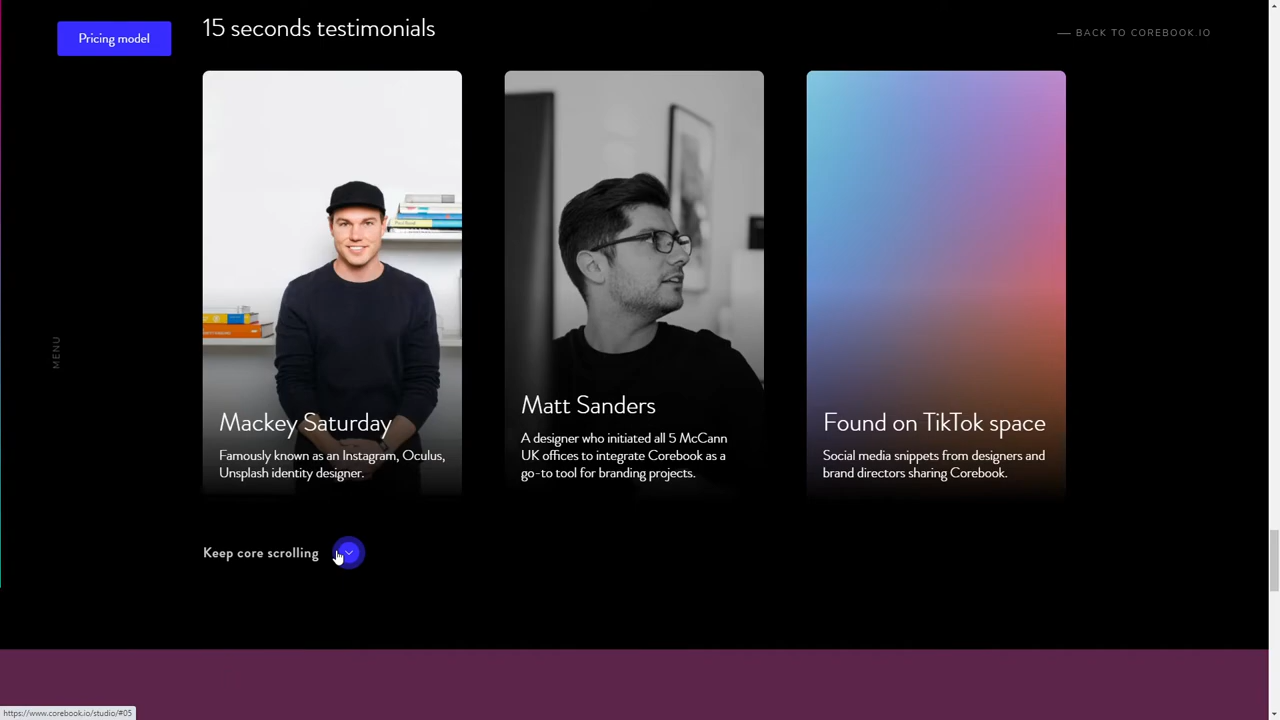 Pricing model
15 seconds testimonials
— BACK TO COREBOOK.IO
MENU
Mackey Saturday
Famously known as an Instagram, Oculus,
Unsplash identity designer.
Matt Sanders
A designer who initiated all 5 McCann
UK offices to integrate Corebook as a
go-to tool for branding projects.
Found on TikTok space
Social media snippets from designers and
brand directors sharing Corebook.
Keep core scrolling
https://www.corebook.io/studio/#05